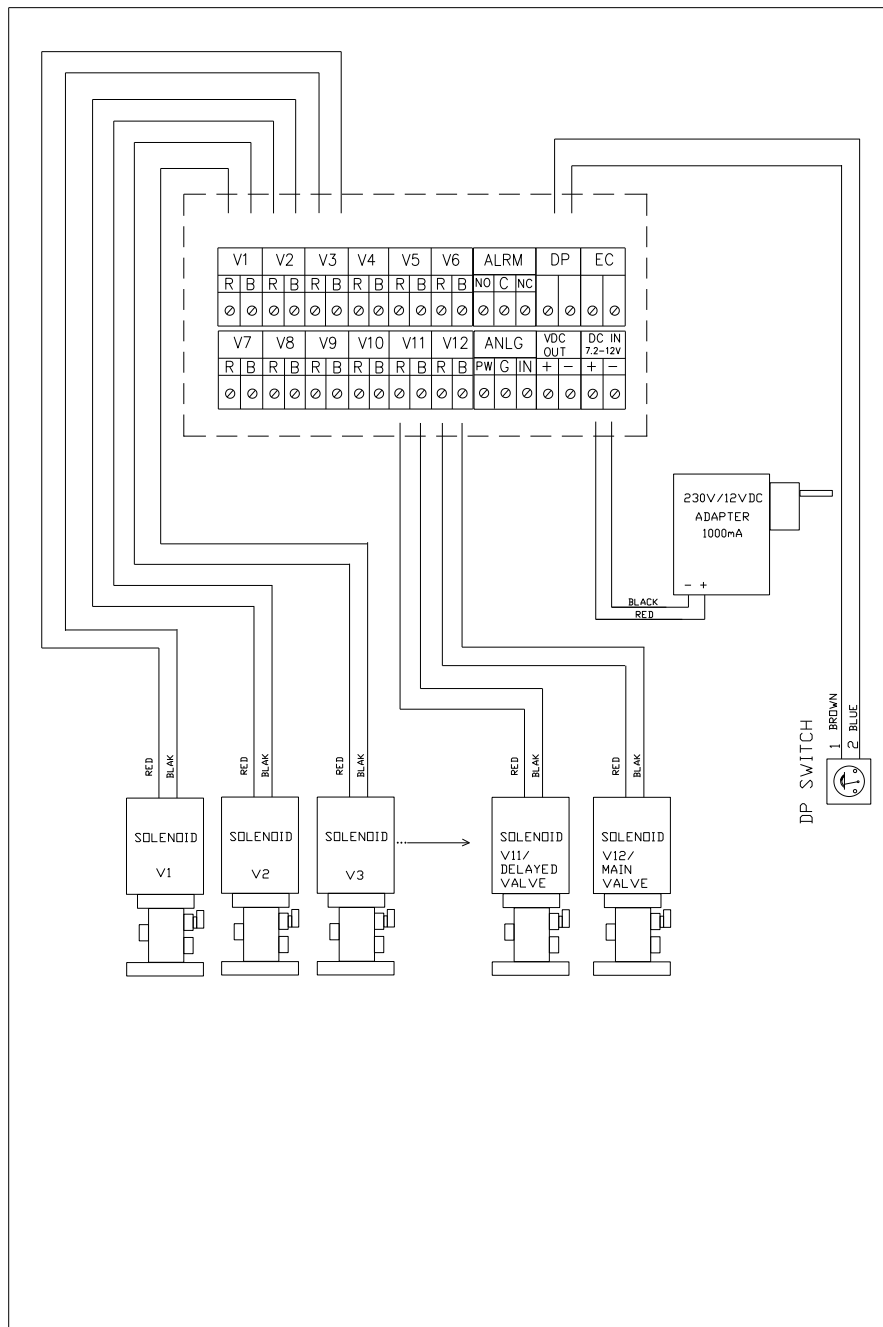 V1 V2 V3 V4 V5 V6 ALRM DP EC
R B R B R B R B R B R B NO C NC
V7 V8 V9 V10 V11 V12 ANLG VDC OUT DC IN 7.2-12V
R B R B R B R B R B R B PW G IN + - + -
230V/12VDC
ADAPTER
1000mA
- +
BLACK
RED
DP SWITCH
1 BROWN
2 BLUE
RED
BLAK
RED
BLAK
RED
BLAK
RED
BLAK
RED
BLAK
SOLENOID
V1
SOLENOID
V2
SOLENOID
V3
SOLENOID
V11/
DELAYED
VALVE
SOLENOID
V12/
MAIN
VALVE